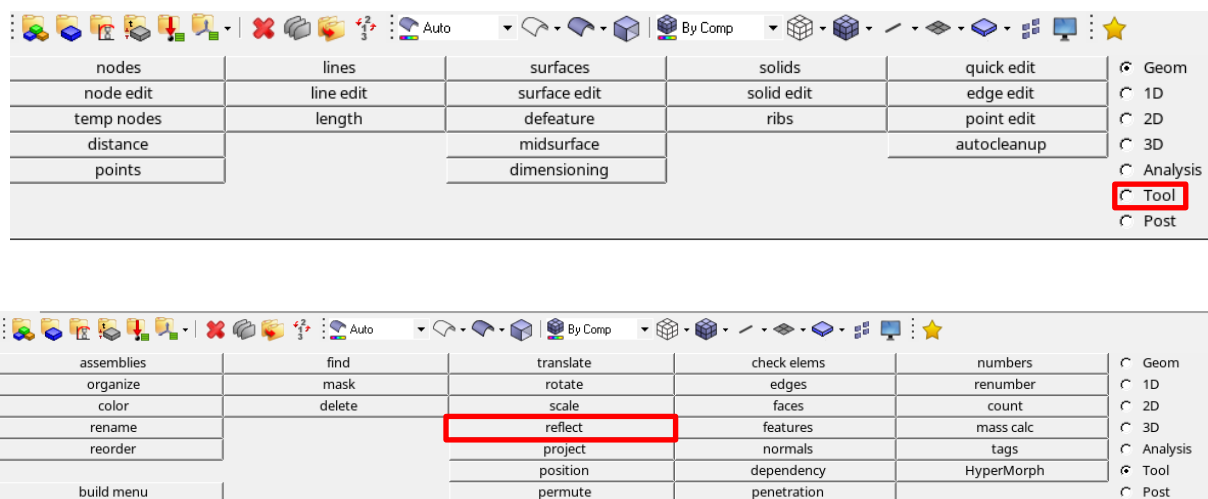 Auto By Comp
nodes lines surfaces solids quick edit Geom
node edit line edit surface edit solid edit edge edit 1D
temp nodes length defeature ribs point edit 2D
distance midsurface autocleanup 3D
points dimensioning Analysis
Tool
Post
Auto By Comp
assemblies find translate check elems numbers Geom
organize mask rotate edges renumber 1D
color delete scale faces count 2D
rename reflect features mass calc 3D
reorder project normals tags Analysis
position dependency HyperMorph Tool
build menu permute penetration Post